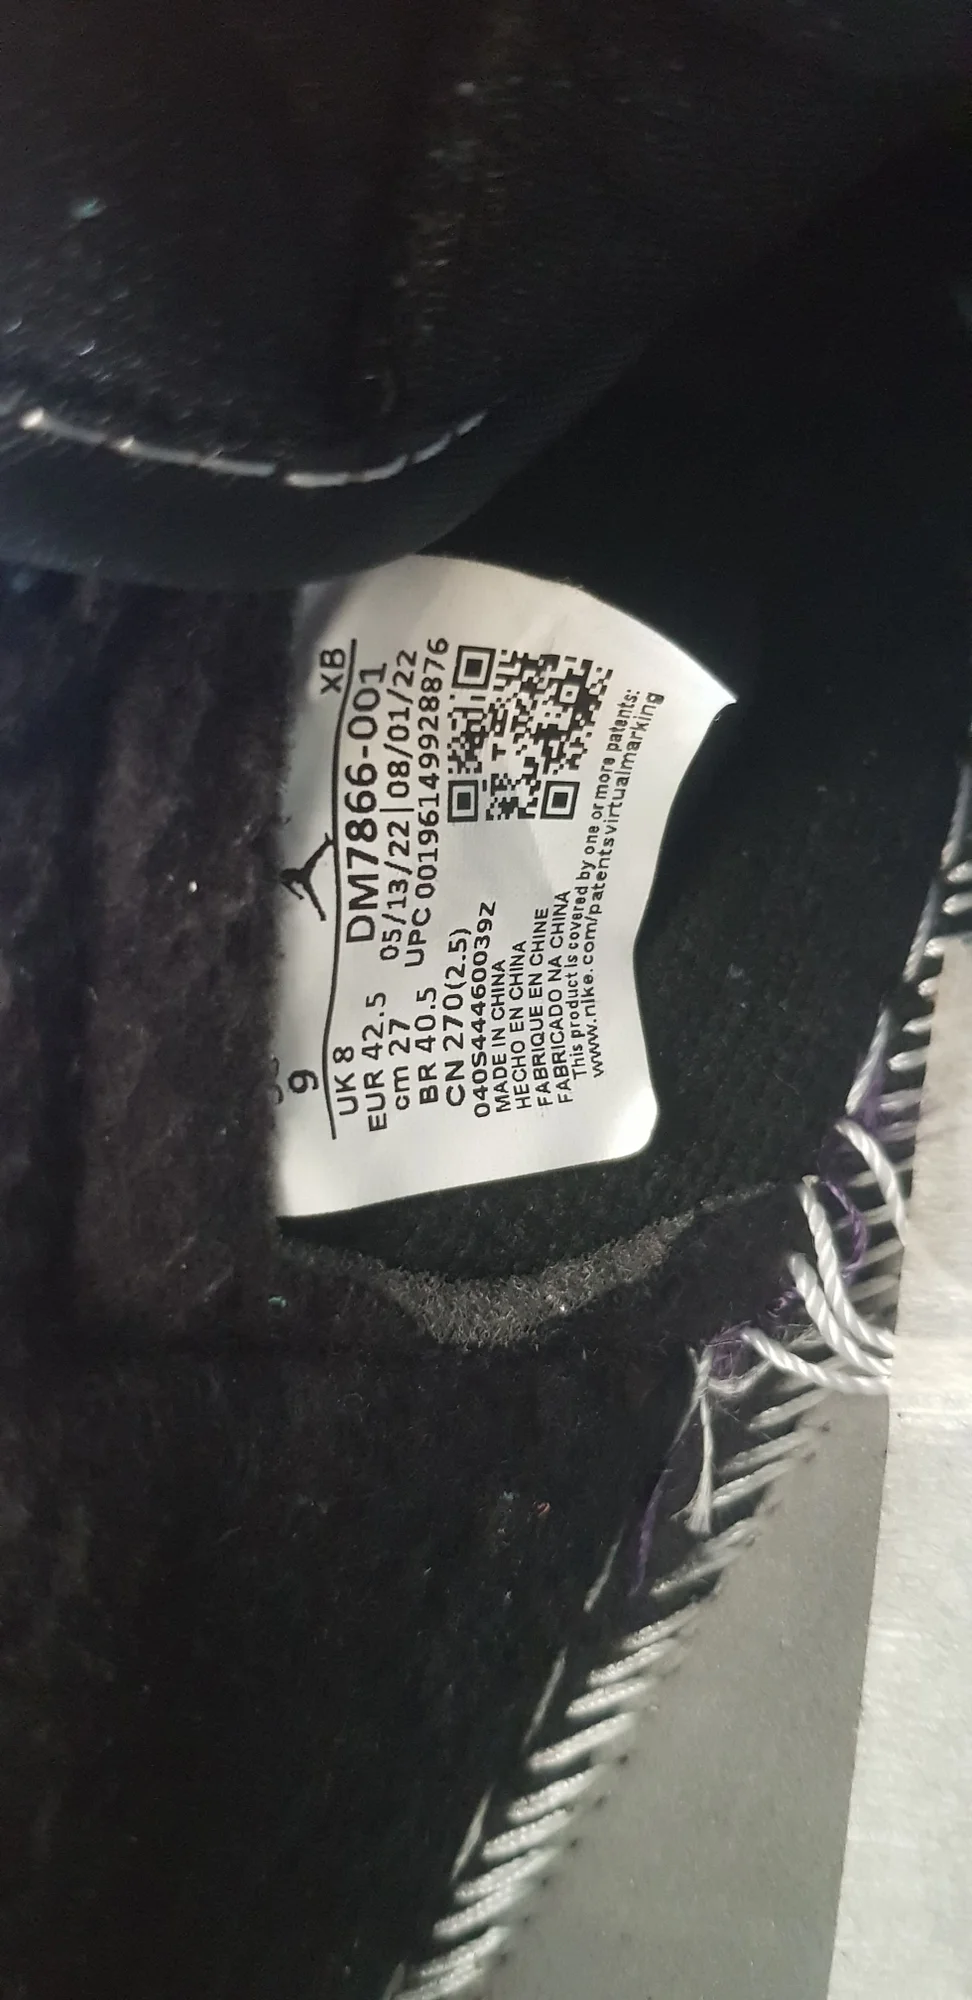 9
XB
UK 8
EUR 42.5
cm 27
BR 40.5
CN 270(2.5)
DM7866-001
05/13/22|08/01/22
UPC 00196149928876
040S44460039Z
MADE IN CHINA
HECHO EN CHINA
FABRIQUE EN CHINE
FABRICADO NA CHINA
This product is covered by one or more patents:
www.nike.com/patentsvirtualmarking